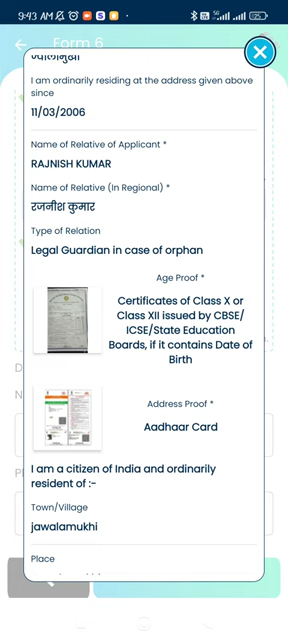 9:43 AM
5G
25
Form 6
ज्वालामुखी
I am ordinarily residing at the address given above
since
11/03/2006
Name of Relative of Applicant *
RAJNISH KUMAR
Name of Relative (In Regional) *
रजनीश कुमार
Type of Relation
Legal Guardian in case of orphan
Age Proof *
Certificates of Class X or
Class XII issued by CBSE/
ICSE/State Education
Boards, if it contains Date of
Birth
Address Proof *
Aadhaar Card
I am a citizen of India and ordinarily
resident of :-
Town/Village
jawalamukhi
Place